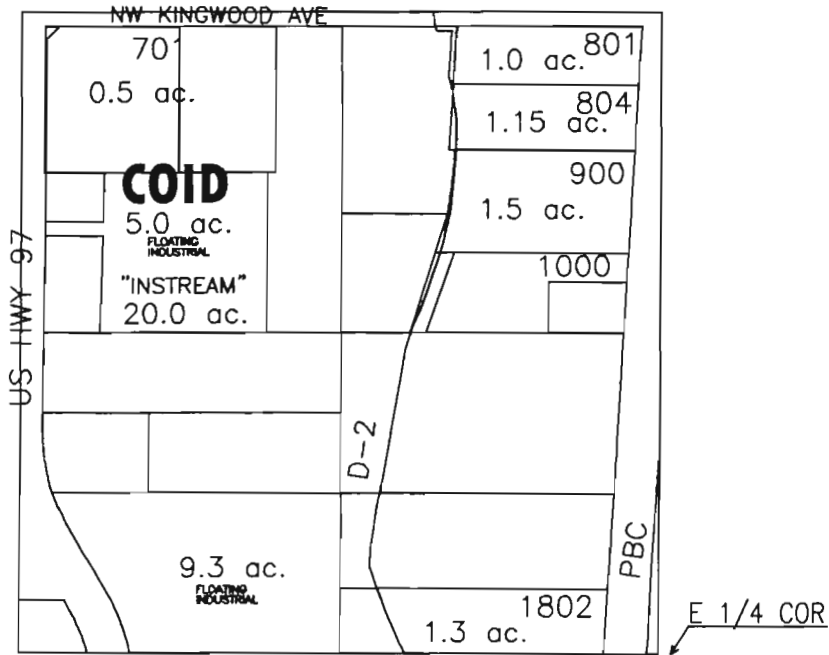 NW KINGWOOD AVE
701
0.5 ac.
801
1.0 ac.
804
1.15 ac.
900
1.5 ac.
COID
5.0 ac.
FLOATING
INDUSTRIAL
"INSTREAM"
20.0 ac.
1000
US HWY 97
D-2
PBC
9.3 ac.
FLOATING
INDUSTRIAL
1802
1.3 ac.
E 1/4 COR